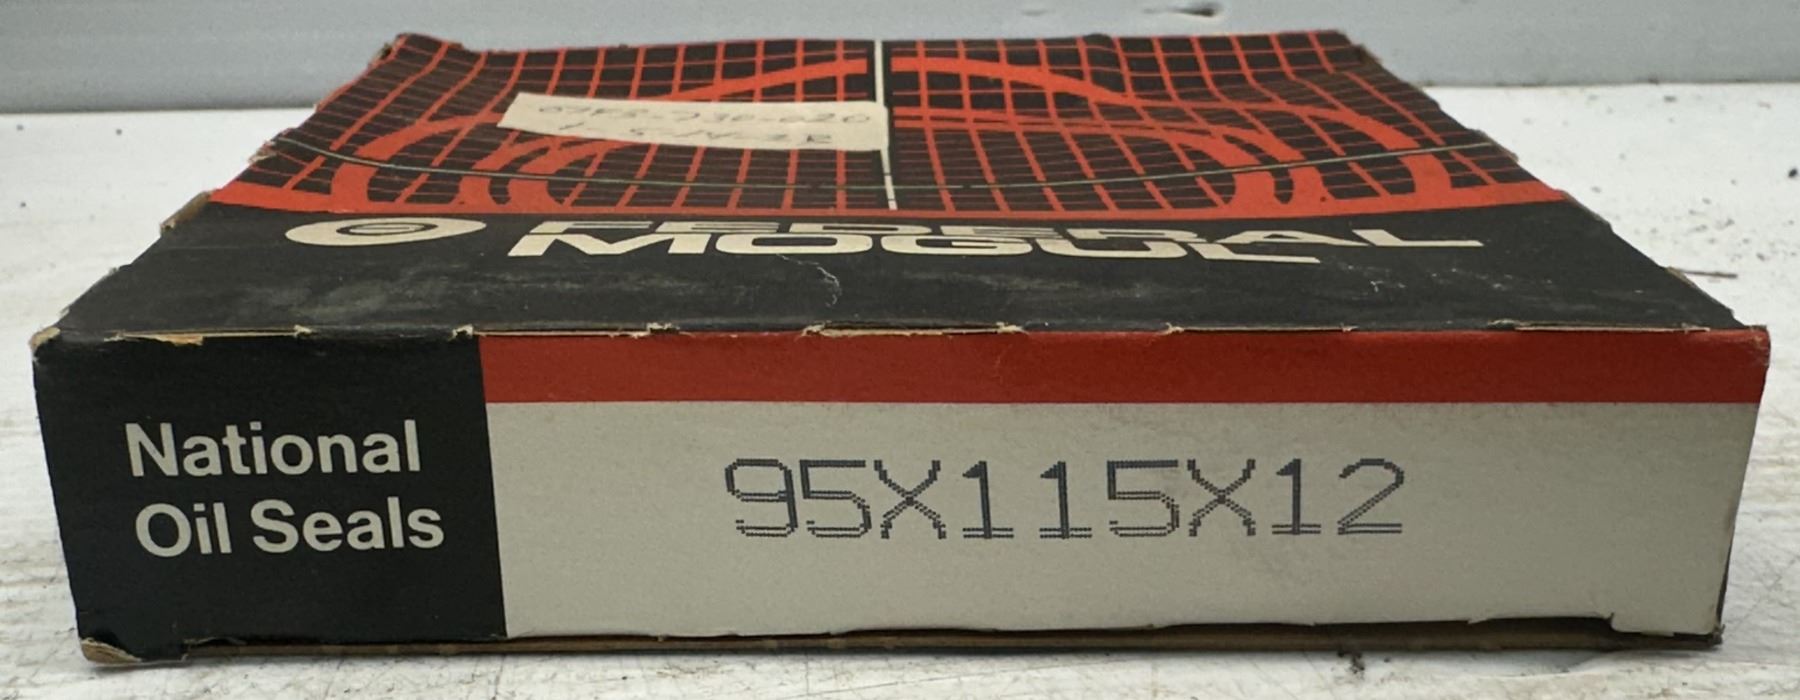 FEDERAL
MOGUL
National
Oil Seals
95X115X12